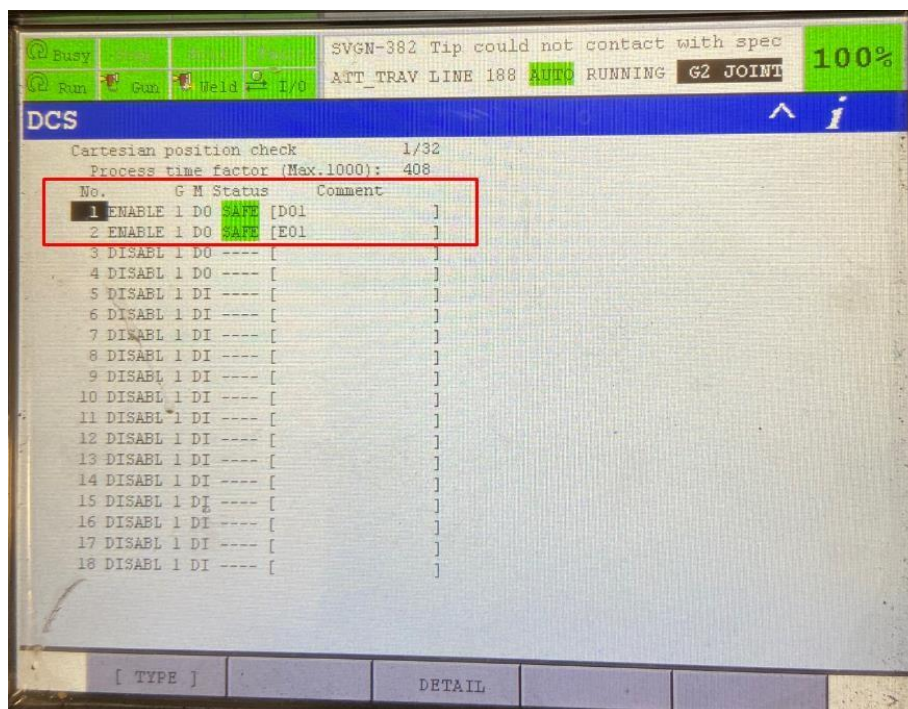 Busy
SVGN-382 Tip could not contact with spec
Run Gun Weld I/O
ATT_TRAV LINE 188 AUTO RUNNING G2 JOINT
100%
DCS
Cartesian position check 1/32
Process time factor (Max.1000): 408
No. G M Status Comment
1 ENABLE 1 DO SAFE [D01 ]
2 ENABLE 1 DO SAFE [E01 ]
3 DISABL 1 DO ---- [ ]
4 DISABL 1 DO ---- [ ]
5 DISABL 1 DI ---- [ ]
6 DISABL 1 DI ---- [ ]
7 DISABL 1 DI ---- [ ]
8 DISABL 1 DI ---- [ ]
9 DISABL 1 DI ---- [ ]
10 DISABL 1 DI ---- [ ]
11 DISABL 1 DI ---- [ ]
12 DISABL 1 DI ---- [ ]
13 DISABL 1 DI ---- [ ]
14 DISABL 1 DI ---- [ ]
15 DISABL 1 DI ---- [ ]
16 DISABL 1 DI ---- [ ]
17 DISABL 1 DI ---- [ ]
18 DISABL 1 DI ---- [ ]
[ TYPE ] DETAIL >